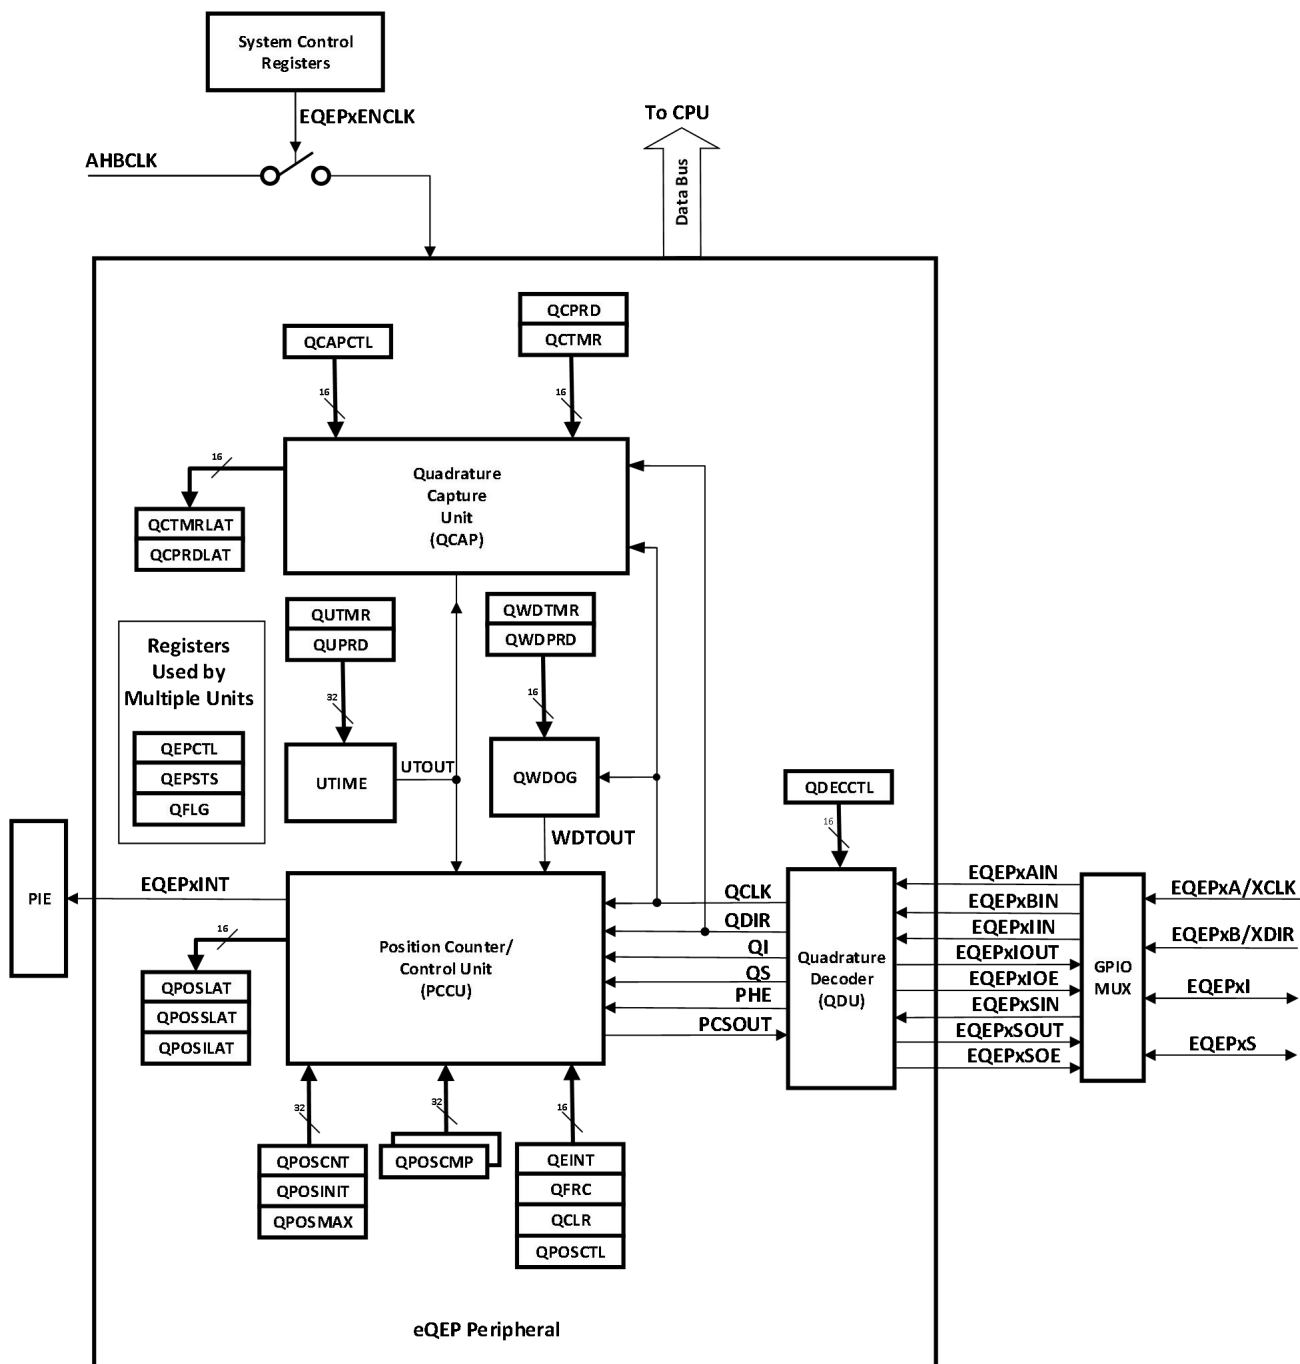 System Control
Registers
EQEPxENCLK
AHBCLK
To CPU
Data Bus
QCPRD
QCTMR
QCAPCTL
16
16
Quadrature
Capture
Unit
(QCAP)
16
QCTMRLAT
QCPRDLAT
QUTMR
QUPRD
QWDTMR
QWDPRD
Registers
Used by
Multiple Units
QEPCTL
QEPSTS
QFLG
32
16
UTIME
UTOUT
QWDOG
WDTOUT
QDECCTL
16
PIE
EQEPxINT
16
QPOSLAT
QPOSSLAT
QPOSILAT
Position Counter/
Control Unit
(PCCU)
QCLK
QDIR
QI
QS
PHE
PCSOUT
Quadrature
Decoder
(QDU)
EQEPxAIN
EQEPxBIN
EQEPxIIN
EQEPxIOUT
EQEPxIOE
EQEPxSIN
EQEPxSOUT
EQEPxSOE
GPIO
MUX
EQEPxA/XCLK
EQEPxB/XDIR
EQEPxI
EQEPxS
32
32
16
QPOSCNT
QPOSINIT
QPOSMAX
QPOSCMP
QEINT
QFRC
QCLR
QPOSCTL
eQEP Peripheral